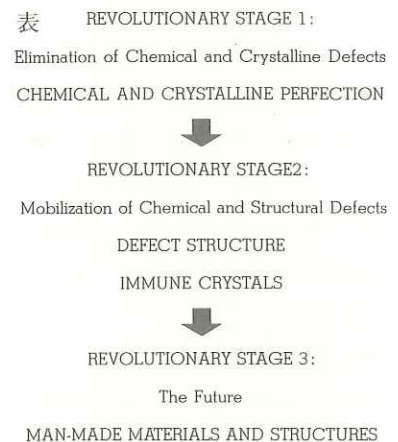 表
REVOLUTIONARY STAGE 1:
Elimination of Chemical and Crystalline Defects
CHEMICAL AND CRYSTALLINE PERFECTION
REVOLUTIONARY STAGE2:
Mobilization of Chemical and Structural Defects
DEFECT STRUCTURE
IMMUNE CRYSTALS
REVOLUTIONARY STAGE 3:
The Future
MAN-MADE MATERIALS AND STRUCTURES